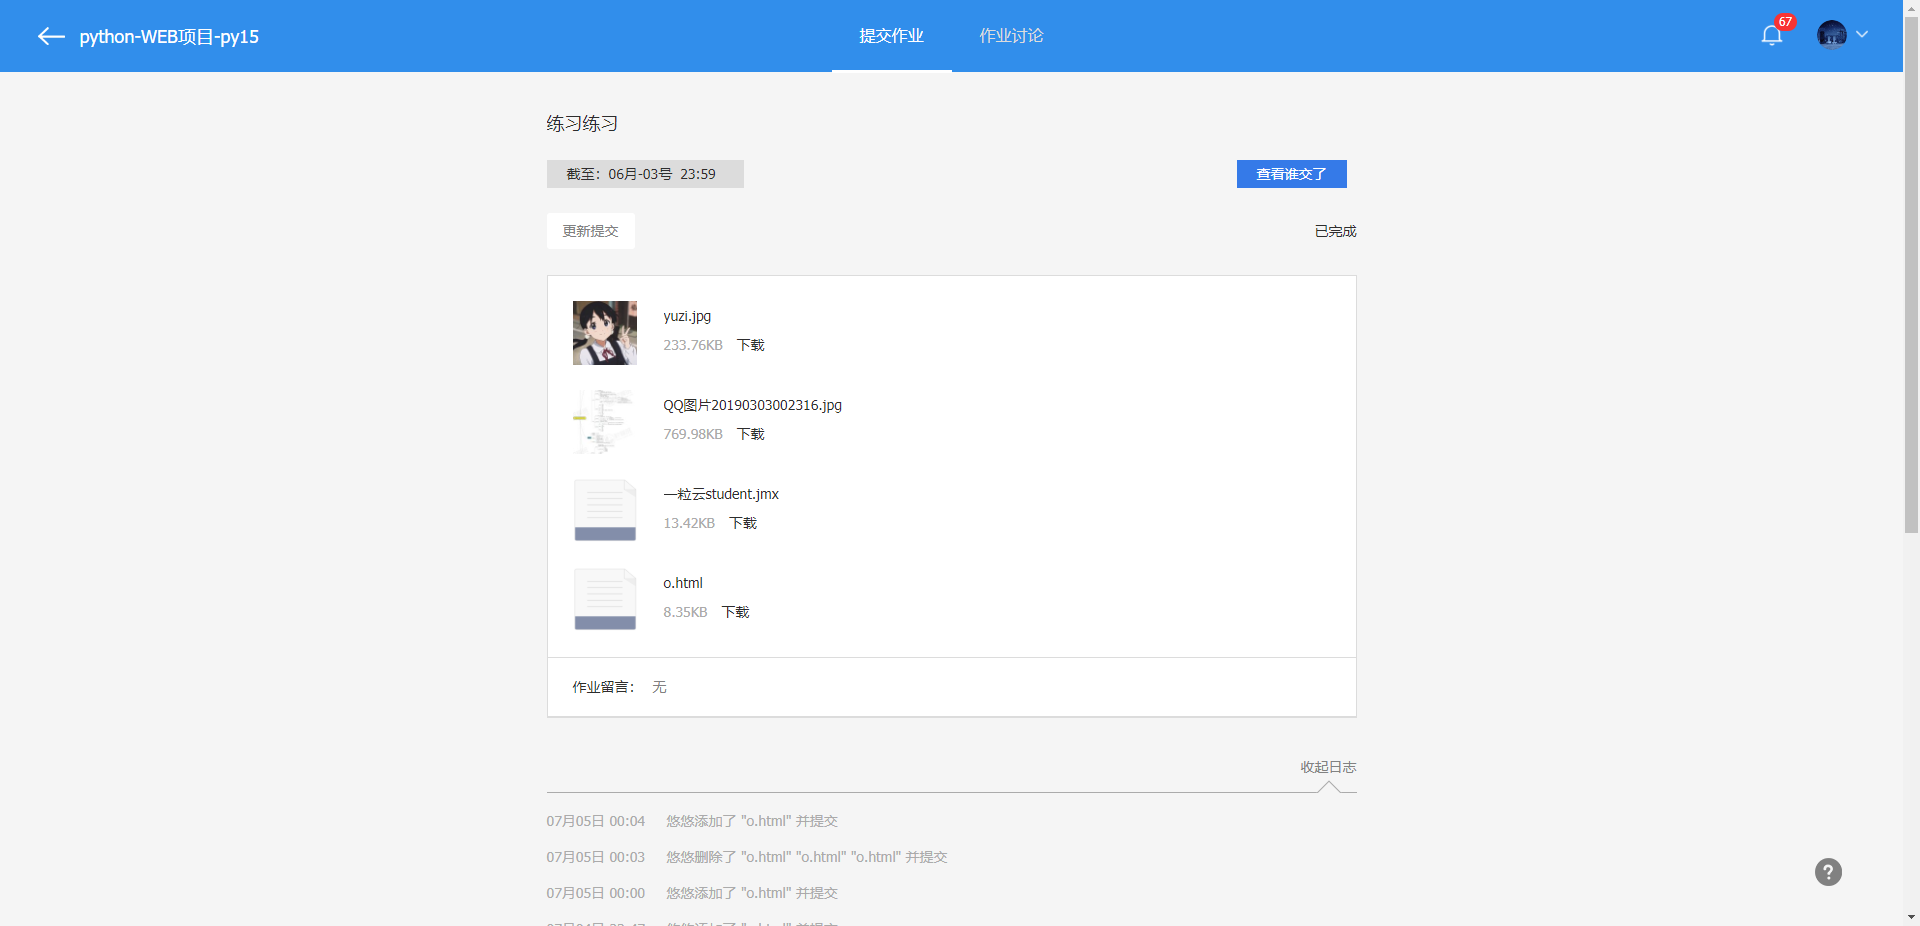 python-WEB项目-py15
提交作业
作业讨论
67
练习练习
截至：06月-03号 23:59
查看谁交了
更新提交
已完成
yuzi.jpg
233.76KB 下载
QQ图片20190303002316.jpg
769.98KB 下载
一粒云student.jmx
13.42KB 下载
o.html
8.35KB 下载
作业留言： 无
收起日志
07月05日 00:04 悠悠添加了 "o.html" 并提交
07月05日 00:03 悠悠删除了 "o.html" "o.html" "o.html" 并提交
07月05日 00:00 悠悠添加了 "o.html" 并提交
?